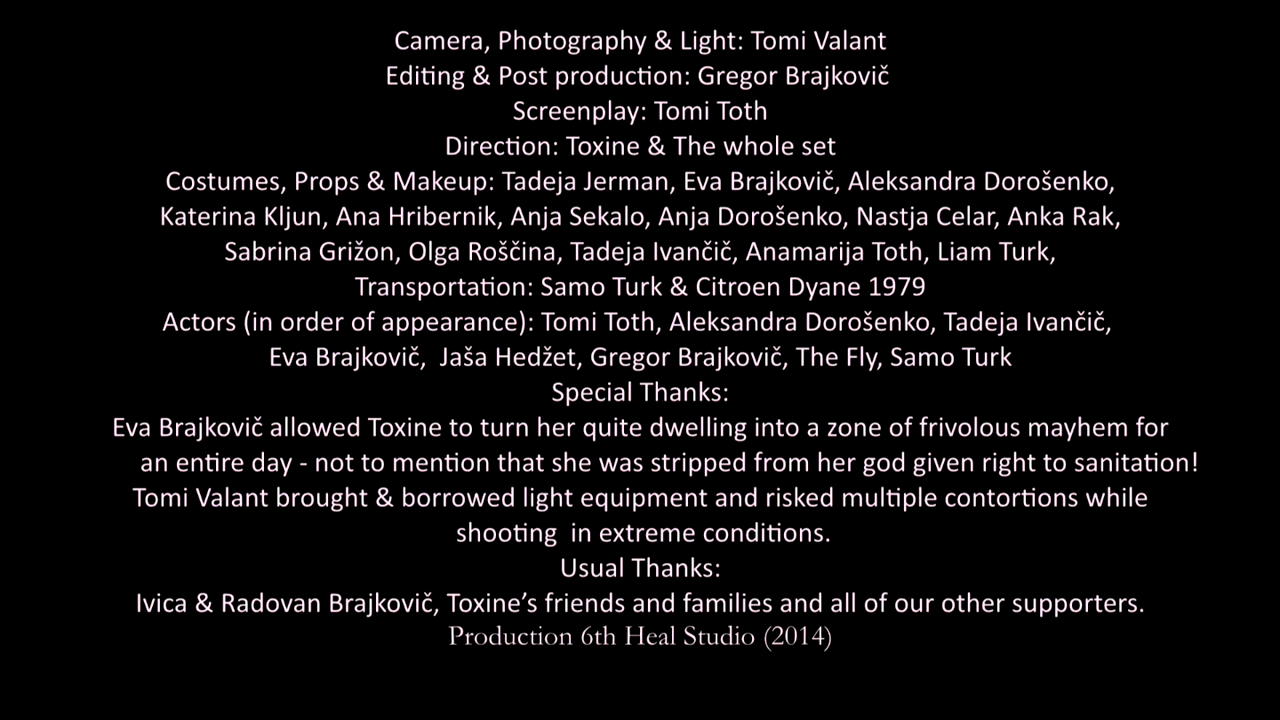 Camera, Photography & Light: Tomi Valant
Editing & Post production: Gregor Brajkovič
Screenplay: Tomi Toth
Direction: Toxine & The whole set
Costumes, Props & Makeup: Tadeja Jerman, Eva Brajkovič, Aleksandra Dorošenko,
Katerina Kljun, Ana Hribernik, Anja Sekalo, Anja Dorošenko, Nastja Celar, Anka Rak,
Sabrina Grižon, Olga Roščina, Tadeja Ivančič, Anamarija Toth, Liam Turk,
Transportation: Samo Turk & Citroen Dyane 1979
Actors (in order of appearance): Tomi Toth, Aleksandra Dorošenko, Tadeja Ivančič,
Eva Brajkovič, Jaša Hedžet, Gregor Brajkovič, The Fly, Samo Turk
Special Thanks:
Eva Brajkovič allowed Toxine to turn her quite dwelling into a zone of frivolous mayhem for
an entire day - not to mention that she was stripped from her god given right to sanitation!
Tomi Valant brought & borrowed light equipment and risked multiple contortions while
shooting in extreme conditions.
Usual Thanks:
Ivica & Radovan Brajkovič, Toxine’s friends and families and all of our other supporters.
Production 6th Heal Studio (2014)